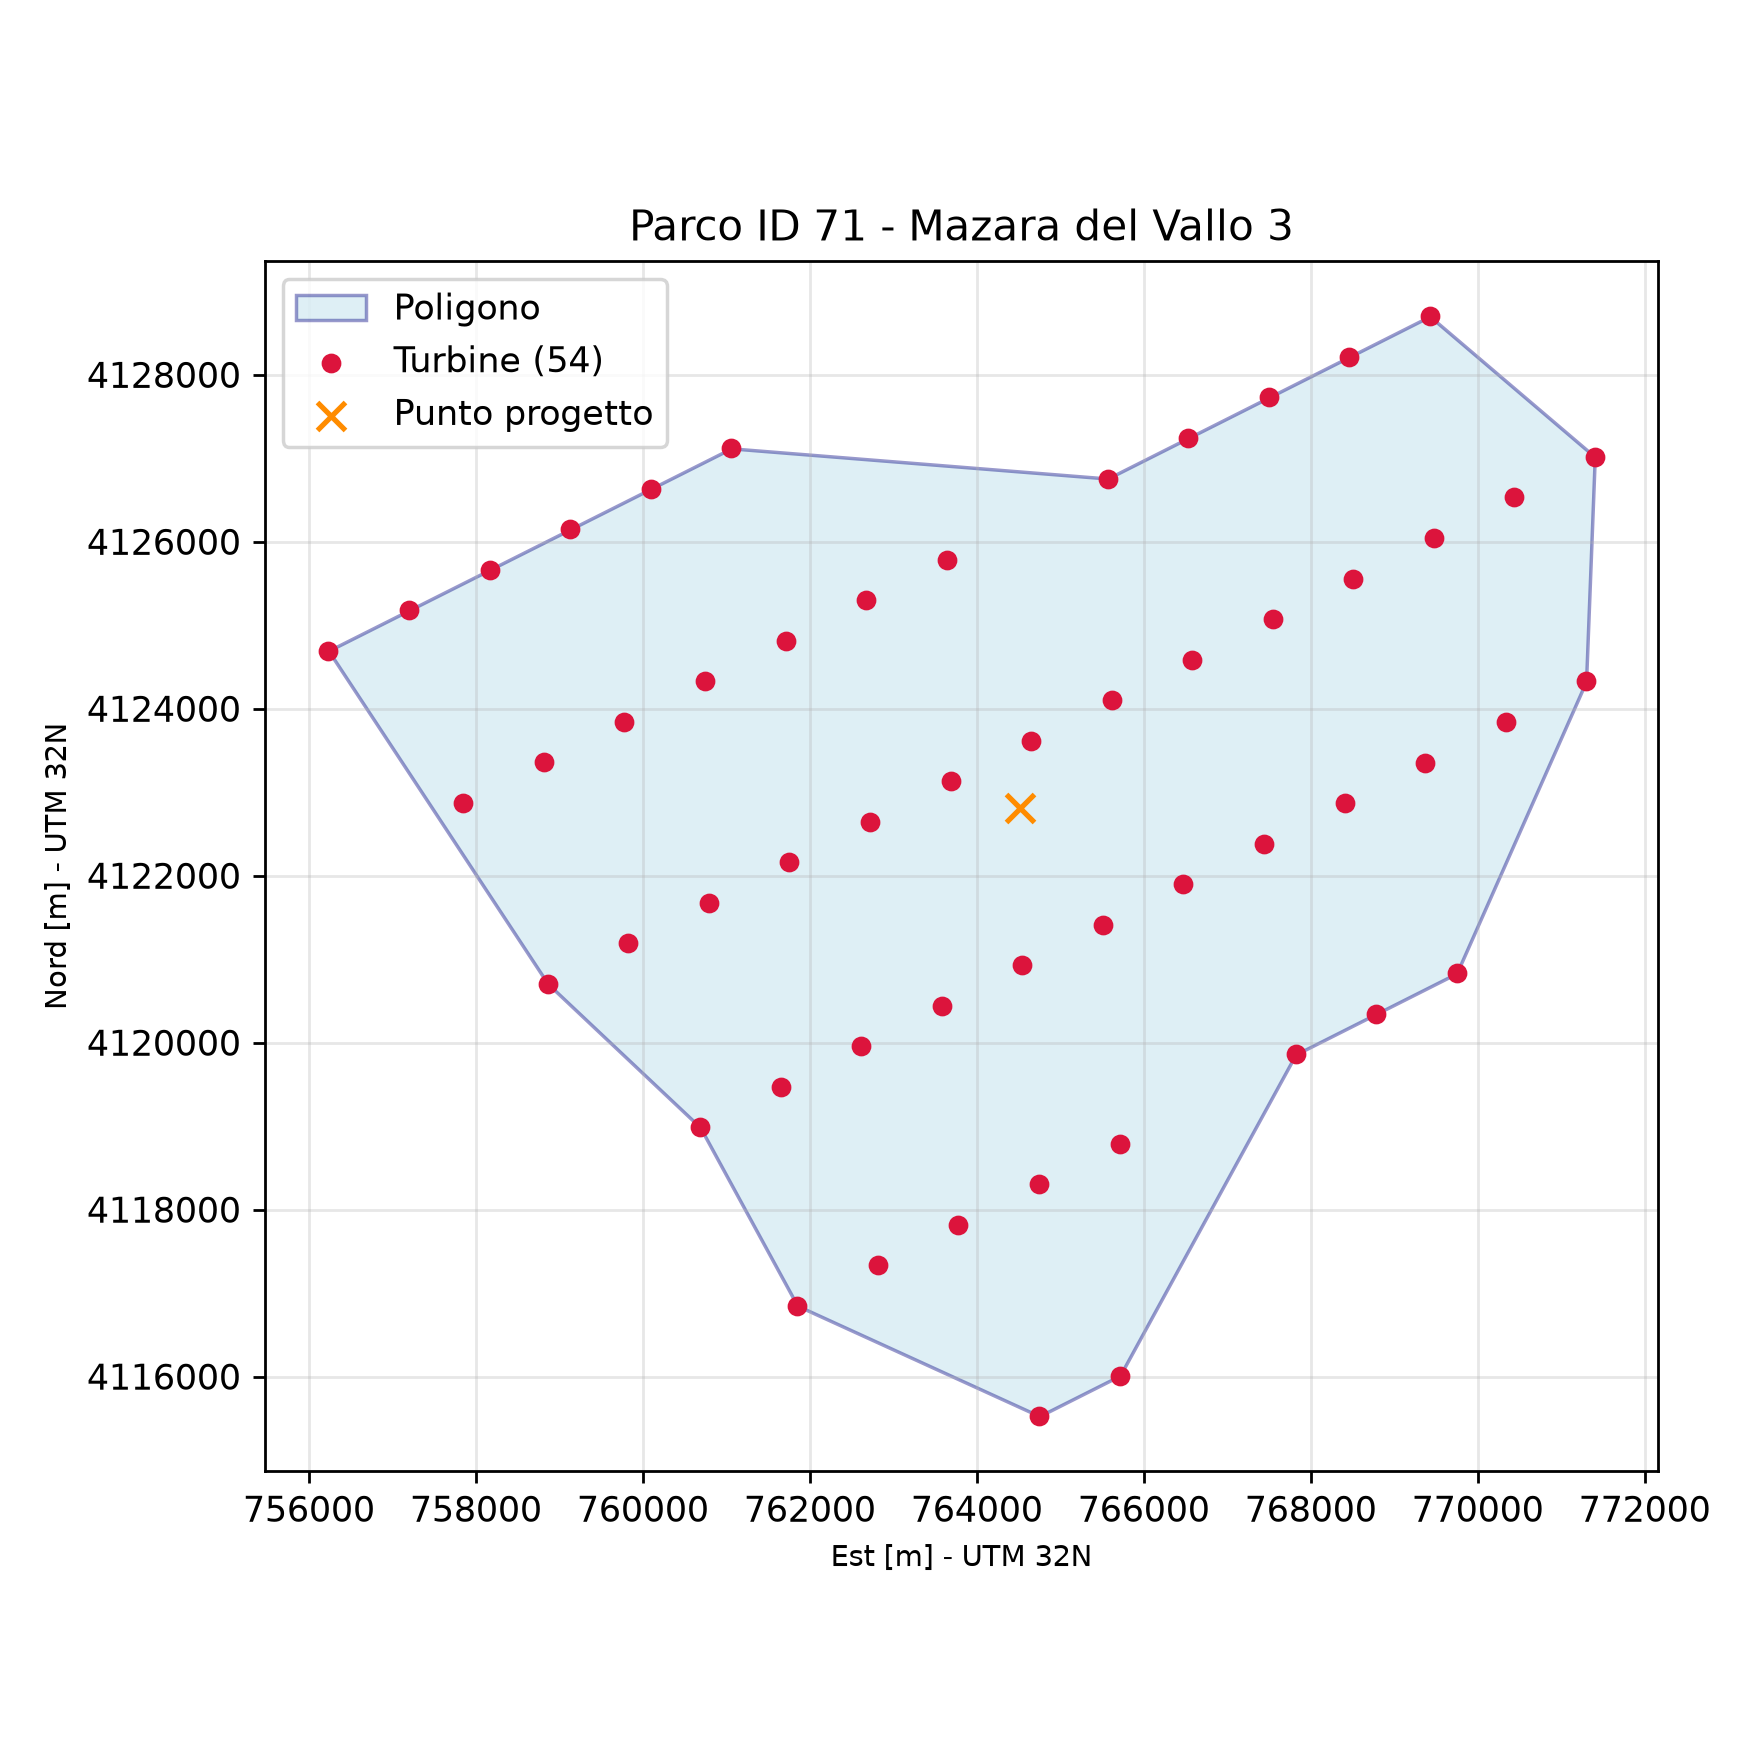 Parco ID 71 - Mazara del Vallo 3
Poligono
Turbine (54)
Punto progetto
4128000
4126000
4124000
4122000
4120000
4118000
4116000
Nord [m] - UTM 32N
756000 758000 760000 762000 764000 766000 768000 770000 772000
Est [m] - UTM 32N